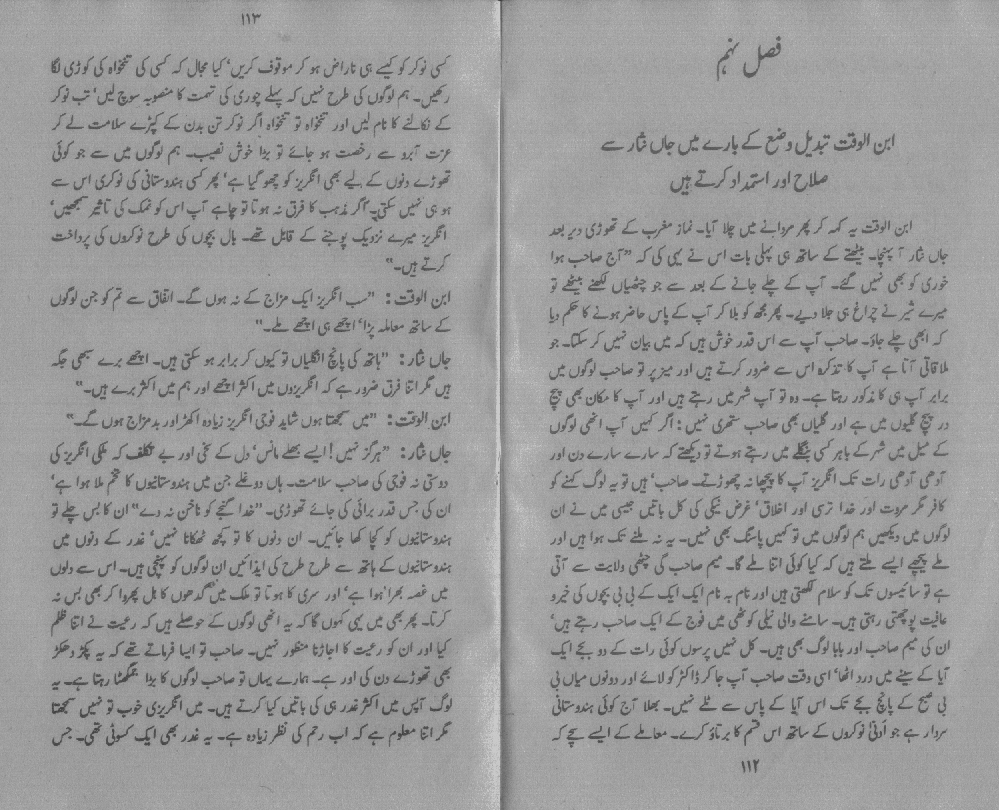 فصل نہم
ابن الوقت تبدیل وضع کے بارے میں جاں نثار سے
صلاح اور استمداد کرتے ہیں
ابن الوقت یہ کہہ کر پھر مردانے میں چلا آیا۔ نماز مغرب کے تھوڑی دیر بعد
جاں نثار آ پہنچا۔ بیٹھتے کے ساتھ ہی پہلی بات اس نے یہی کی کہ "آج صاحب ہوا
خوری کو بھی نہیں گئے۔ آپ کے چلے جانے کے بعد سے جو چٹھیاں لکھنے بیٹھے تو
میرے شیر نے چراغ ہی جلا دیے۔ پھر مجھ کو بلا کر آپ کے پاس حاضر ہونے کا حکم دیا
کہ ابھی چلے جاؤ۔ صاحب آپ سے اس قدر خوش ہیں کہ میں بیان نہیں کر سکتا۔ جو
ملاقاتی آتا ہے آپ کا تذکرہ اس سے ضرور کرتے ہیں اور میز پر تو صاحب لوگوں میں
برابر آپ ہی کا مذکور رہتا ہے۔ وہ تو آپ شہر میں رہتے ہیں اور آپ کا مکان بھی پیچ
در پیچ گلیوں میں ہے اور گلیاں بھی صاحب ستھری نہیں؛ اگر کہیں آپ انھی لوگوں
کے میل میں شہر کے باہر کسی بنگلے میں رہتے ہوتے تو دیکھتے کہ سارے سارے دن اور
آدھی آدھی رات تک انگریز آپ کا پیچھا نہ چھوڑتے۔ صاحب' ہیں تو یہ لوگ کہنے کو
کافر مگر مروت اور خدا ترسی اور اخلاق' غرض نیکی کی کل باتیں جیسی میں نے ان
لوگوں میں دیکھیں ہم لوگوں میں تو کہیں پاسنگ بھی نہیں۔ یہ نہ ملنے تک ہوا ہیں اور
ملے پیچھے ایسے ملتے ہیں کہ کیا کوئی اتنا ملے گا۔ میم صاحب کی چٹھی ولایت سے آتی
ہے تو سائیسوں تک کو سلام لکھتی ہیں اور نام بہ نام ایک ایک کے بی بی بچوں کی خیر و
عافیت پوچھتی رہتی ہیں۔ سامنے والی نیلی کوٹھی میں فوج کے ایک صاحب رہتے ہیں'
ان کی میم صاحب اور بابا لوگ بھی ہیں۔ کل نہیں پرسوں کوئی رات کے دو بجے ایک
آیا کے سینے میں درد اٹھا' اسی وقت صاحب آپ جا کر ڈاکٹر کو لائے اور دونوں میاں بی
بی صبح کے پانچ بجے تک اس آیا کے پاس سے ٹلے نہیں۔ بھلا آج کوئی ہندوستانی
سردار ہے جو ادنیٰ نوکروں کے ساتھ اس قسم کا برتاؤ کرے۔ معاملے کے ایسے سچے کہ
۱۱۲
۱۱۳
کسی نوکر کو کیسے ہی ناراض ہو کر موقوف کریں' کیا مجال کہ کسی کی تنخواہ کی کوڑی لگا
رکھیں۔ ہم لوگوں کی طرح نہیں کہ پہلے چوری کی تہمت کا منصوبہ سوچ لیں' تب نوکر
کے نکالنے کا نام لیں اور تنخواہ تو تنخواہ اگر نوکر تن بدن کے کپڑے سلامت لے کر
عزت آبرو سے رخصت ہو جائے تو بڑا خوش نصیب۔ ہم لوگوں میں سے جو کوئی
تھوڑے دنوں کے لیے بھی انگریز کو چھو گیا ہے' پھر کسی ہندوستانی کی نوکری اس سے
ہو ہی نہیں سکتی۔ اگر مذہب کا فرق نہ ہوتا تو چاہے آپ اس کو نمک کی تاثیر سمجھیں'
انگریز میرے نزدیک پوجنے کے قابل تھے۔ بال بچوں کی طرح نوکروں کی پرداخت
کرتے ہیں۔"
ابن الوقت: "سب انگریز ایک مزاج کے نہ ہوں گے۔ اتفاق سے تم کو جن لوگوں
کے ساتھ معاملہ پڑا' اچھے ہی اچھے ملے۔"
جاں نثار: "ہاتھ کی پانچ انگلیاں تو کیوں کر برابر ہو سکتی ہیں۔ اچھے برے سبھی جگہ
ہیں مگر اتنا فرق ضرور ہے کہ انگریزوں میں اکثر اچھے اور ہم میں اکثر برے ہیں۔"
ابن الوقت: "میں سمجھتا ہوں شاید فوجی انگریز زیادہ اکھڑ اور بدمزاج ہوں گے۔"
جاں نثار: "ہرگز نہیں! ایسے بھلے مانس' دل کے سخی اور بے تکلف کہ ملکی انگریز کی
دوستی نہ فوجی کی صاحب سلامت۔ ہاں دوغلے جن میں ہندوستانیوں کا تخم ملا ہوا ہے'
ان کی جس قدر برائی کی جائے تھوڑی۔ "خدا گنجے کو ناخن نہ دے" ان کا بس چلے تو
ہندوستانیوں کو کچا کھا جائیں۔ ان دنوں کا تو کچھ ٹھکانا نہیں' غدر کے دنوں میں
ہندوستانیوں کے ہاتھ سے طرح طرح کی ایذائیں ان لوگوں کو پہنچی ہیں۔ اس سے دلوں
میں غصہ بھرا ہوا ہے' اور سری کا ہوتا تو ملک میں گدھوں کا ہل پھروا کر بھی بس نہ
کرتا۔ پھر بھی میں یہی کہوں گا کہ یہ انھی لوگوں کے حوصلے ہیں کہ رعیت نے اتنا ظلم
کیا اور ان کو رعیت کا اجاڑنا منظور نہیں۔ صاحب تو ایسا فرماتے تھے کہ یہ پکڑ دھکڑ
بھی تھوڑے دن کی اور ہے۔ ہمارے یہاں تو صاحب لوگوں کا بڑا جمگھٹا رہتا ہے۔ یہ
لوگ آپس میں اکثر غدر ہی کی باتیں کیا کرتے ہیں۔ میں انگریزی خوب تو نہیں سمجھتا
مگر اتنا معلوم ہے کہ اب رحم کی نظر زیادہ ہے۔ یہ غدر بھی ایک کسوٹی تھی۔ جس